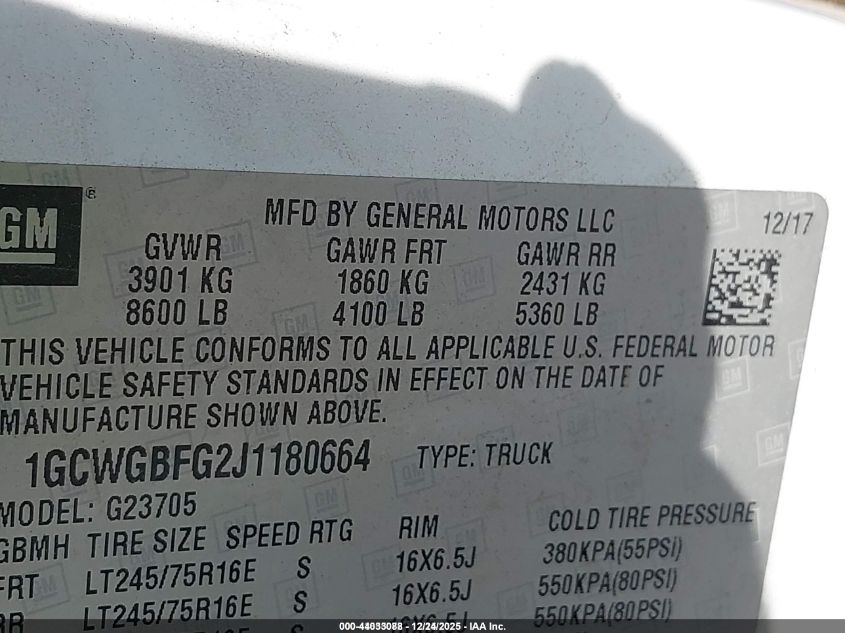 GM ®
MFD BY GENERAL MOTORS LLC 12/17
GVWR GAWR FRT GAWR RR
3901 KG 1860 KG 2431 KG
8600 LB 4100 LB 5360 LB
THIS VEHICLE CONFORMS TO ALL APPLICABLE U.S. FEDERAL MOTOR
VEHICLE SAFETY STANDARDS IN EFFECT ON THE DATE OF
MANUFACTURE SHOWN ABOVE.
1GCWGBFG2J1180664 TYPE: TRUCK
MODEL: G23705
GBMH TIRE SIZE SPEED RTG RIM COLD TIRE PRESSURE
FRT LT245/75R16E S 16X6.5J 380KPA(55PSI)
RR LT245/75R16E S 16X6.5J 550KPA(80PSI)
S 16X6.5J 550KPA(80PSI)
12/24/2025 - IAA Inc.